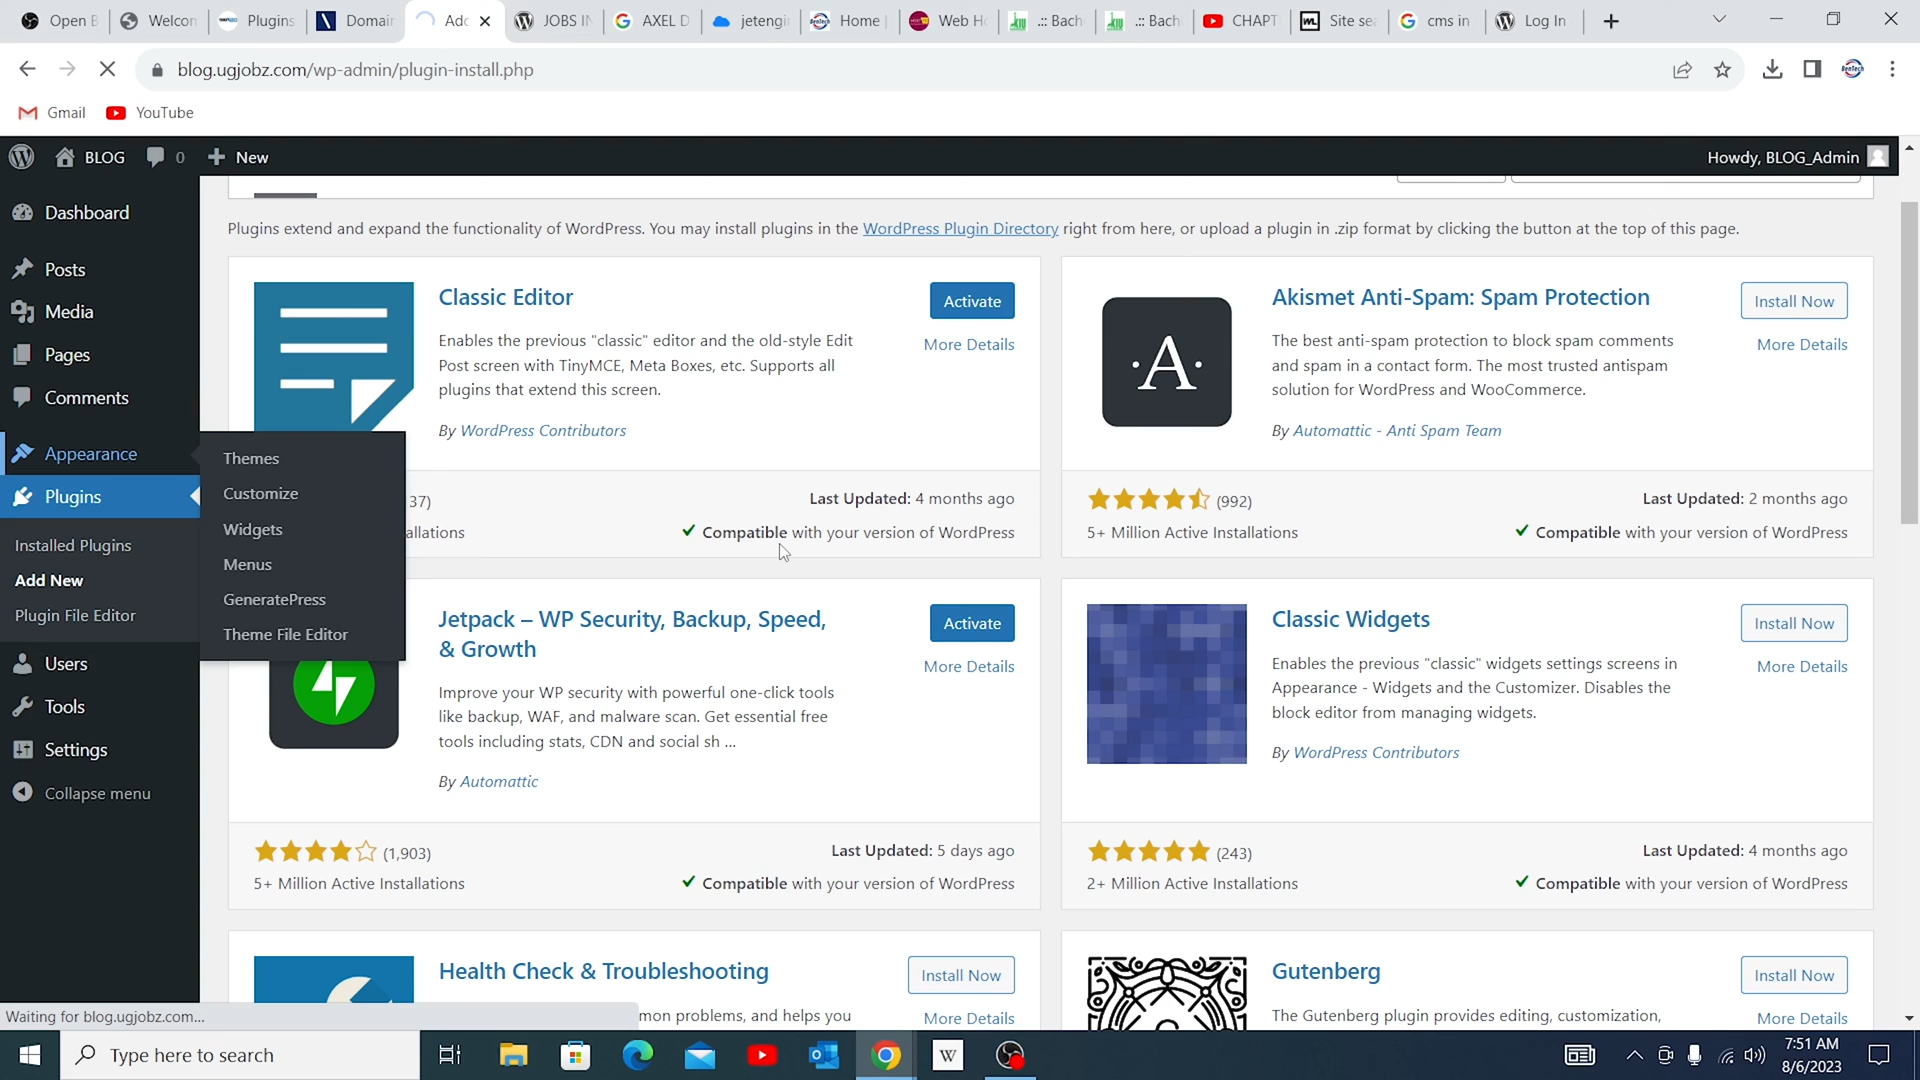 Open B
Welcon
Plugins
Domair
Adc
JOBS IN
AXEL D
jetengi
Home |
Web Ho
.:: Bach
.:: Bach
CHAPT
Site sea
cms in
Log In
blog.ugjobz.com/wp-admin/plugin-install.php
Gmail
YouTube
BLOG
0
New
Howdy, BLOG_Admin
Dashboard
Posts
Media
Pages
Comments
Appearance
Plugins
Installed Plugins
Add New
Plugin File Editor
Users
Tools
Settings
Collapse menu
Themes
Customize
Widgets
Menus
GeneratePress
Theme File Editor
Plugins extend and expand the functionality of WordPress. You may install plugins in the WordPress Plugin Directory right from here, or upload a plugin in .zip format by clicking the button at the top of this page.
Classic Editor
Activate
More Details
Enables the previous "classic" editor and the old-style Edit
Post screen with TinyMCE, Meta Boxes, etc. Supports all
plugins that extend this screen.
By WordPress Contributors
37)
allations
Last Updated: 4 months ago
Compatible with your version of WordPress
·A·
Akismet Anti-Spam: Spam Protection
Install Now
More Details
The best anti-spam protection to block spam comments
and spam in a contact form. The most trusted antispam
solution for WordPress and WooCommerce.
By Automattic - Anti Spam Team
(992)
5+ Million Active Installations
Last Updated: 2 months ago
Compatible with your version of WordPress
Jetpack – WP Security, Backup, Speed,
& Growth
Activate
More Details
Improve your WP security with powerful one-click tools
like backup, WAF, and malware scan. Get essential free
tools including stats, CDN and social sh ...
By Automattic
(1,903)
5+ Million Active Installations
Last Updated: 5 days ago
Compatible with your version of WordPress
Classic Widgets
Install Now
More Details
Enables the previous "classic" widgets settings screens in
Appearance - Widgets and the Customizer. Disables the
block editor from managing widgets.
By WordPress Contributors
(243)
2+ Million Active Installations
Last Updated: 4 months ago
Compatible with your version of WordPress
Health Check & Troubleshooting
Install Now
More Details
mon problems, and helps you
Gutenberg
Install Now
More Details
The Gutenberg plugin provides editing, customization,
Waiting for blog.ugjobz.com...
Type here to search
W
7:51 AM
8/6/2023